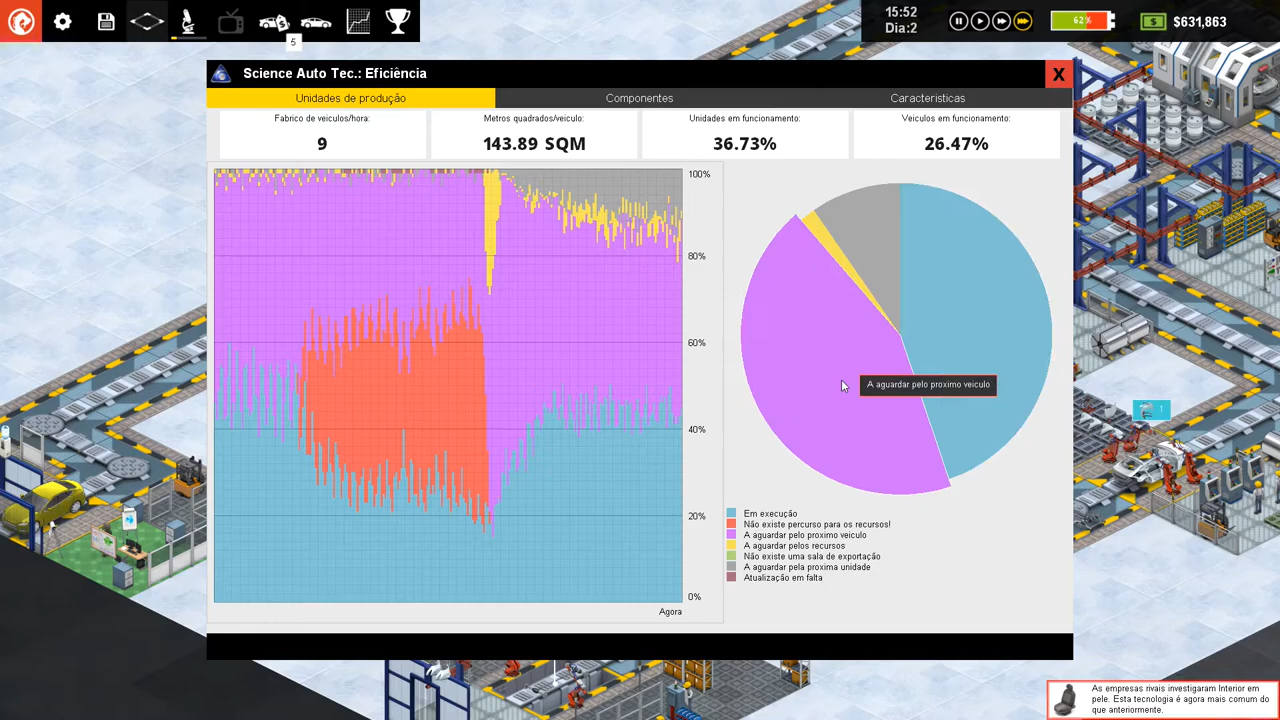 15:52
Dia:2
62%
$
$631,863
5
Science Auto Tec.: Eficiência
X
Unidades de produção
Componentes
Caracteristicas
Fabrico de veiculos/hora:
9
Metros quadrados/veiculo:
143.89 SQM
Unidades em funcionamento:
36.73%
Veiculos em funcionamento:
26.47%
100%
80%
60%
40%
20%
0%
Agora
A aguardar pelo proximo veiculo
Em execução
Não existe percurso para os recursos!
A aguardar pelo proximo veiculo
A aguardar pelos recursos
Não existe uma sala de exportação
A aguardar pela proxima unidade
Atualização em falta
1
As empresas rivais investigaram Interior em
pele. Esta tecnologia é agora mais comum do
que anteriormente.